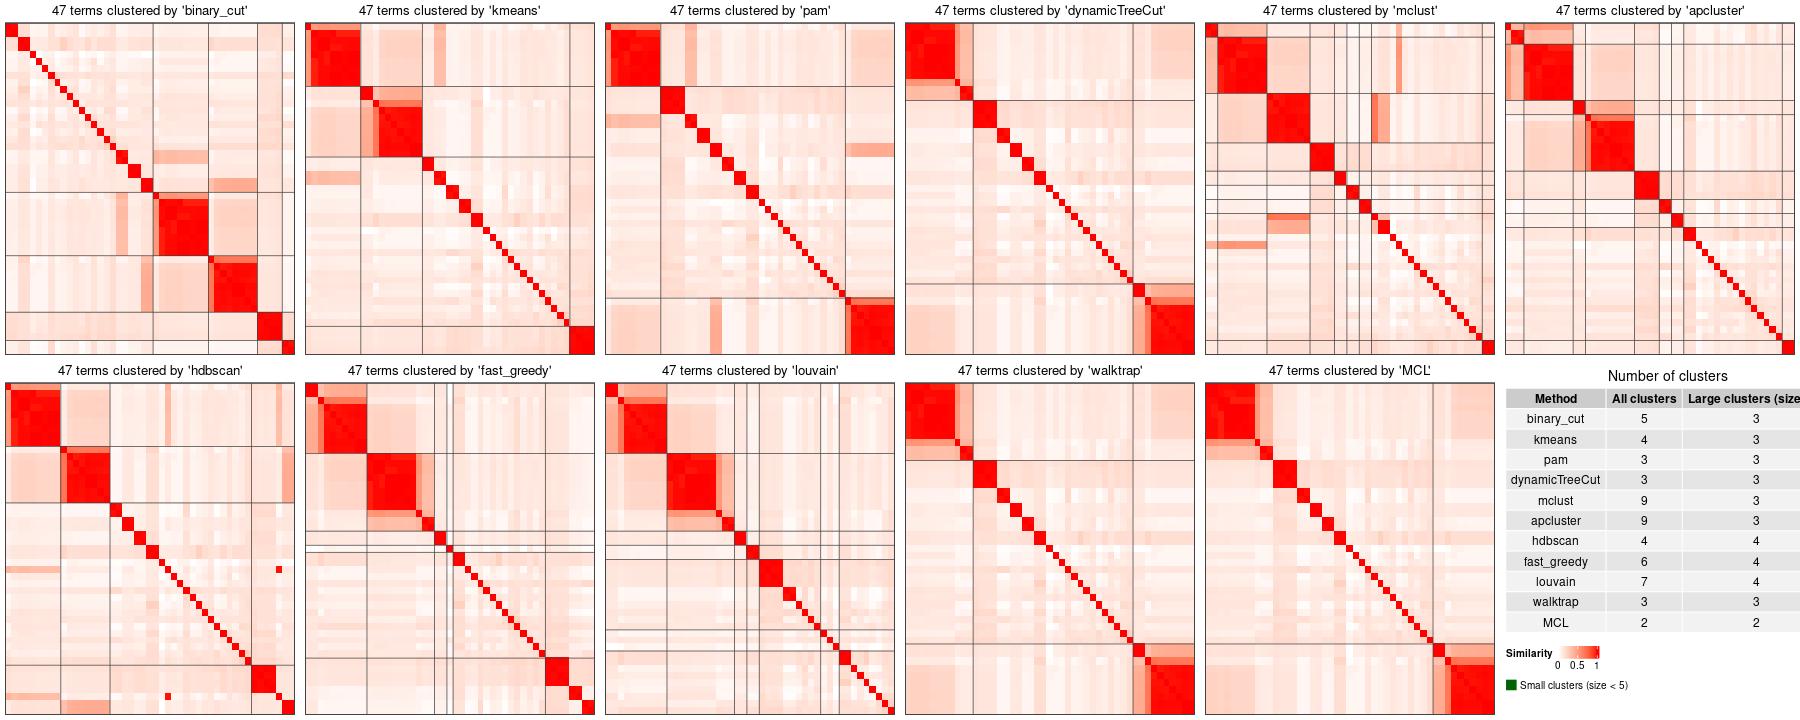 47 terms clustered by 'binary_cut'
47 terms clustered by 'kmeans'
47 terms clustered by 'pam'
47 terms clustered by 'dynamicTreeCut'
47 terms clustered by 'mclust'
47 terms clustered by 'apcluster'
47 terms clustered by 'hdbscan'
47 terms clustered by 'fast_greedy'
47 terms clustered by 'louvain'
47 terms clustered by 'walktrap'
47 terms clustered by 'MCL'
Number of clusters
Method All clusters Large clusters (size
binary_cut 5 3
kmeans 4 3
pam 3 3
dynamicTreeCut 3 3
mclust 9 3
apcluster 9 3
hdbscan 4 4
fast_greedy 6 4
louvain 7 4
walktrap 3 3
MCL 2 2
Similarity
0 0.5 1
Small clusters (size < 5)